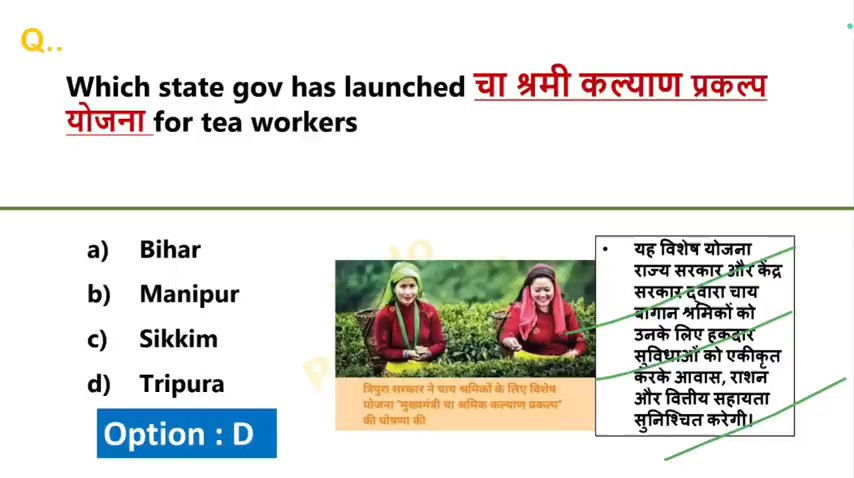 Q..
Which state gov has launched चा श्रमी कल्याण प्रकल्प
योजना for tea workers
a) Bihar
b) Manipur
c) Sikkim
d) Tripura
Option : D
त्रिपुरा सरकार ने चाय श्रमिकों के लिए विशेष
योजना "मुख्यमंत्री चा श्रमिक कल्याण प्रकल्प"
की घोषणा की
• यह विशेष योजना
राज्य सरकार और केंद्र
सरकार द्वारा चाय
बागान श्रमिकों को
उनके लिए हकदार
सुविधाओं को एकीकृत
करके आवास, राशन
और वित्तीय सहायता
सुनिश्चित करेगी।